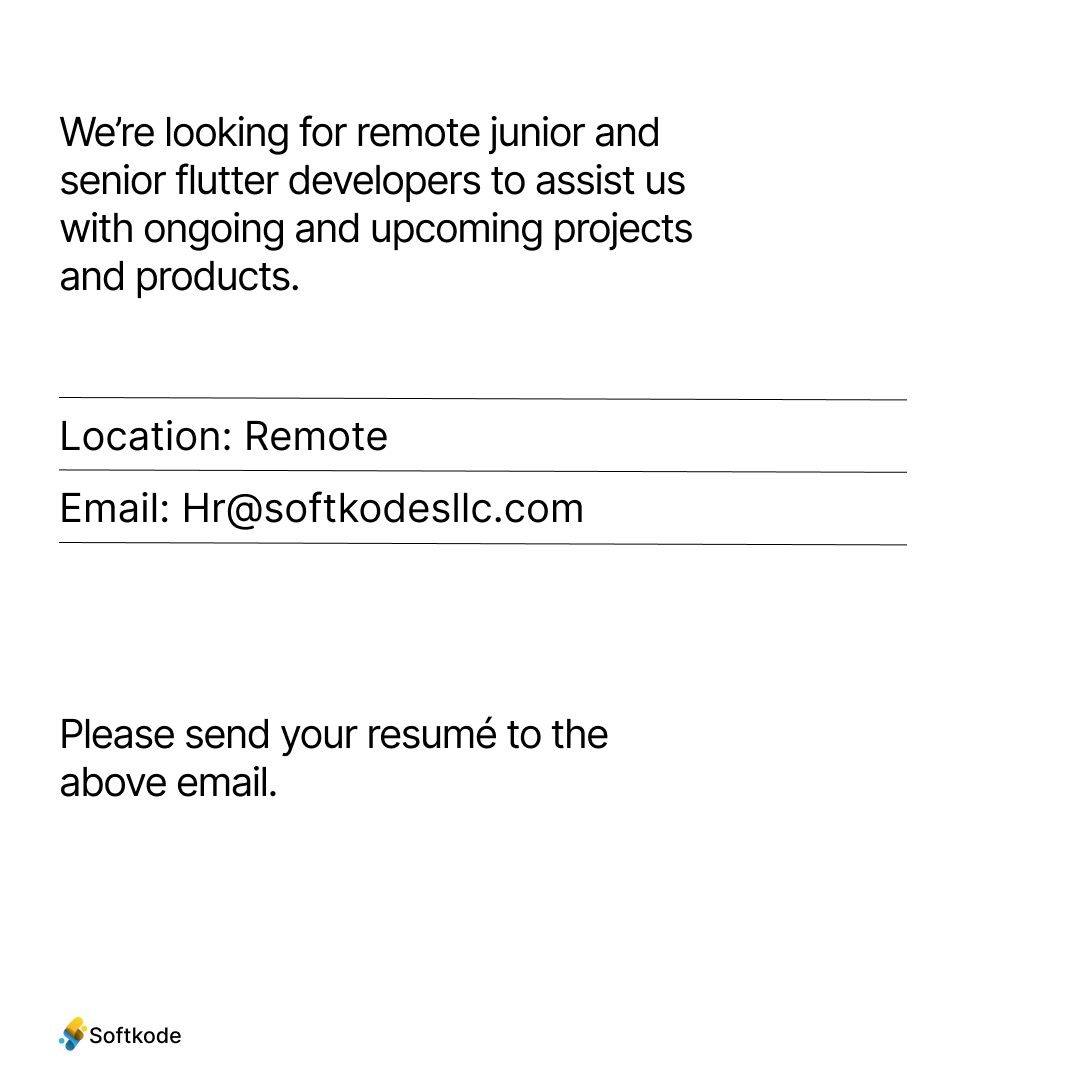 We’re looking for remote junior and
senior flutter developers to assist us
with ongoing and upcoming projects
and products.
Location: Remote
Email: Hr@softkodesllc.com
Please send your resumé to the
above email.
Softkode